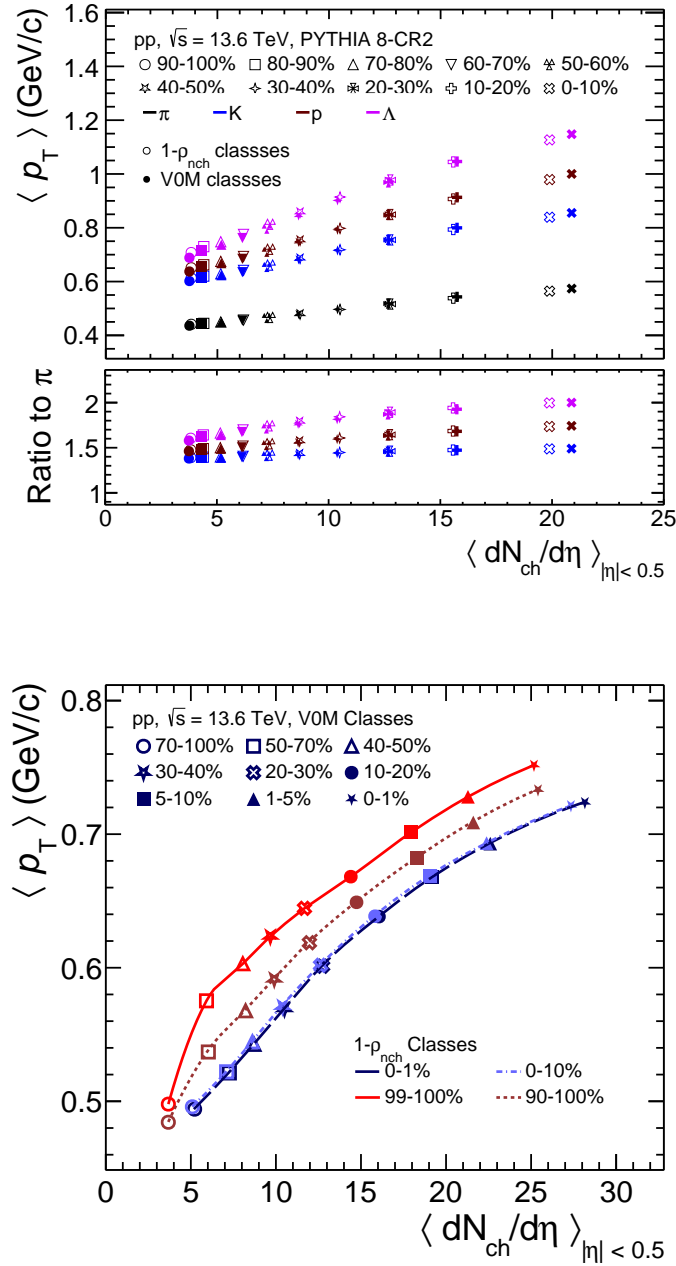 pp, √s = 13.6 TeV, PYTHIA 8-CR2
90-100% 80-90% 70-80% 60-70% 50-60%
40-50% 30-40% 20-30% 10-20% 0-10%
π K p Λ
1-ρnch classses
V0M classses
⟨ pT ⟩ (GeV/c)
1.6
1.4
1.2
1
0.8
0.6
0.4
Ratio to π
2
1.5
1
0 5 10 15 20 25
⟨ dNch/dη ⟩|η|< 0.5
⟨ pT ⟩ (GeV/c)
0.8
0.7
0.6
0.5
pp, √s = 13.6 TeV, V0M Classes
70-100% 50-70% 40-50%
30-40% 20-30% 10-20%
5-10% 1-5% 0-1%
1-ρnch Classes
0-1% 0-10%
99-100% 90-100%
0 5 10 15 20 25 30
⟨ dNch/dη ⟩|η| < 0.5